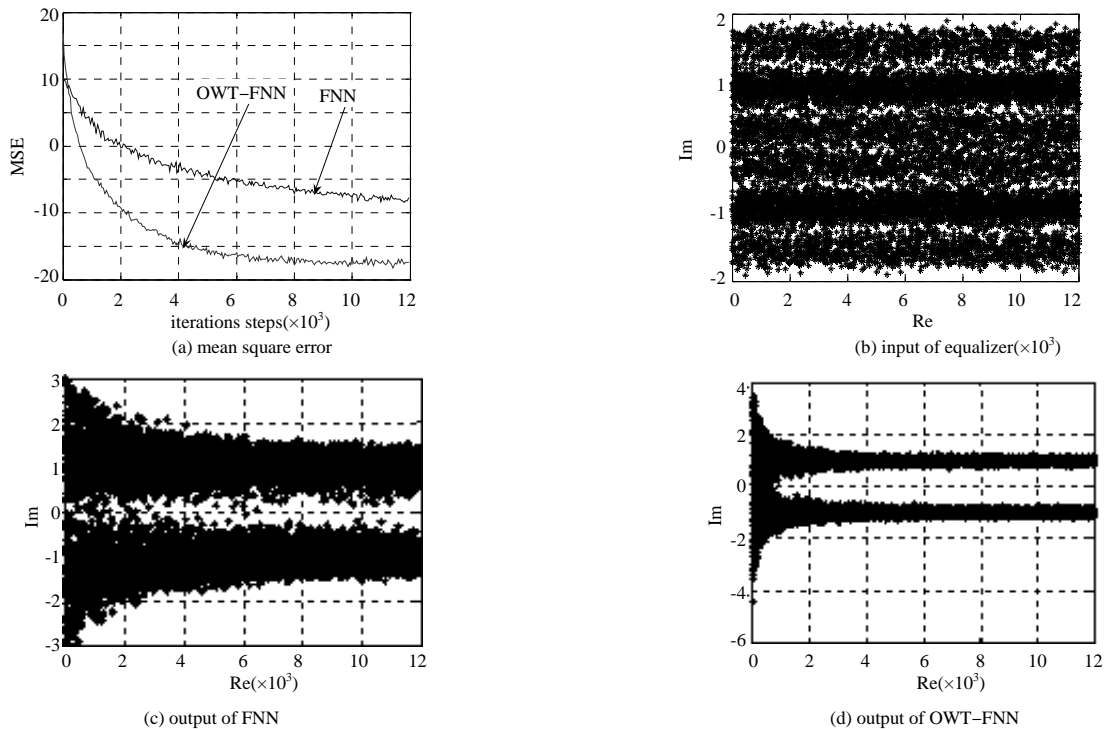 20
10
0
-10
-20
MSE
OWT-FNN
FNN
0 2 4 6 8 10 12
iterations steps(×10³)
(a) mean square error
2
1
0
-1
-2
Im
0 2 4 6 8 10 12
Re
(b) input of equalizer(×10³)
3
2
1
0
-1
-2
-3
Im
0 2 4 6 8 10 12
Re(×10³)
(c) output of FNN
4
2
0
-2
-4
-6
Im
0 2 4 6 8 10 12
Re(×10³)
(d) output of OWT-FNN